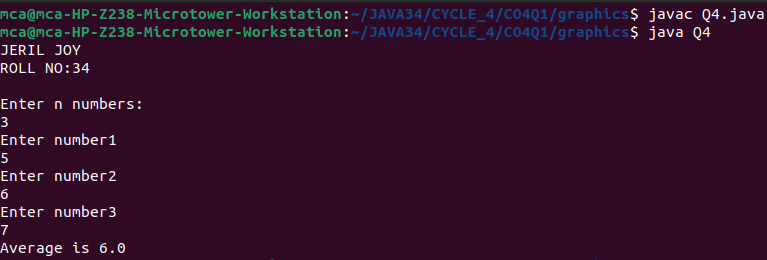 mca@mca-HP-Z238-Microtower-Workstation:~/JAVA34/CYCLE_4/CO4Q1/graphics$ javac Q4.java
mca@mca-HP-Z238-Microtower-Workstation:~/JAVA34/CYCLE_4/CO4Q1/graphics$ java Q4
JERIL JOY
ROLL NO:34
Enter n numbers:
3
Enter number1
5
Enter number2
6
Enter number3
7
Average is 6.0